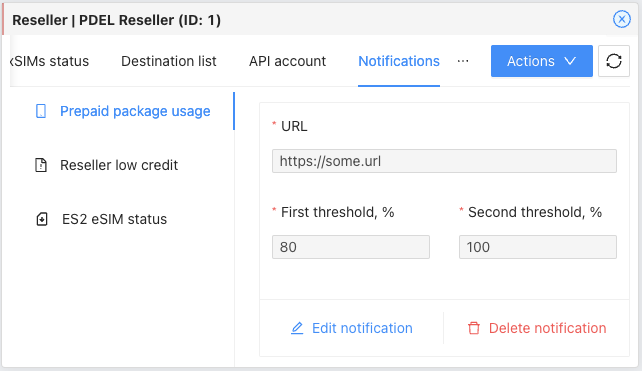 Reseller | PDEL Reseller (ID: 1)
SIMs status Destination list API account Notifications ··· Actions
Prepaid package usage
Reseller low credit
ES2 eSIM status
* URL
https://some.url
* First threshold, % * Second threshold, %
80 100
Edit notification Delete notification